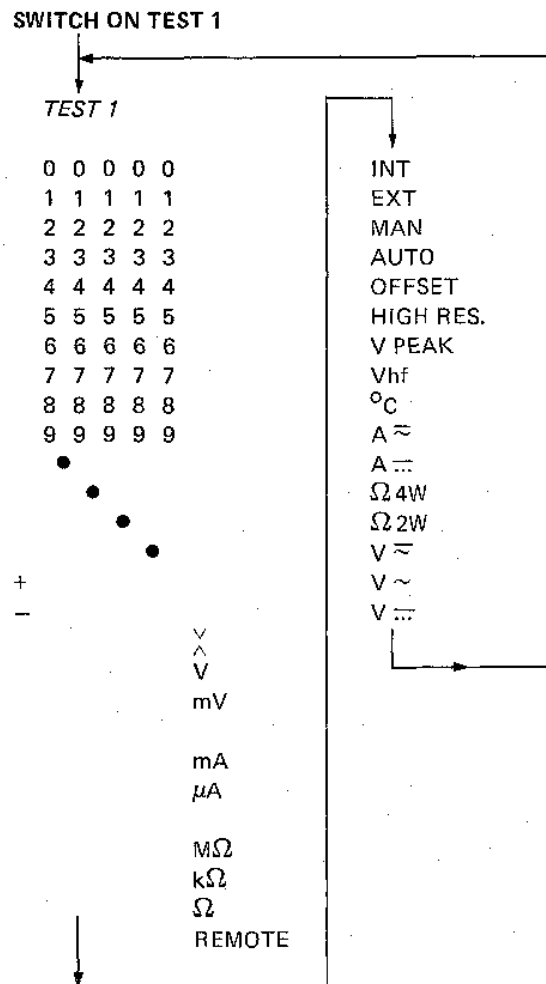 SWITCH ON TEST 1
TEST 1
0 0 0 0 0
1 1 1 1 1
2 2 2 2 2
3 3 3 3 3
4 4 4 4 4
5 5 5 5 5
6 6 6 6 6
7 7 7 7 7
8 8 8 8 8
9 9 9 9 9
•
•
•
•
+
−
∨
∧
V
mV
mA
μA
MΩ
kΩ
Ω
REMOTE
INT
EXT
MAN
AUTO
OFFSET
HIGH RES.
V PEAK
Vhf
°C
A ⎓~
A ⎓
Ω 4W
Ω 2W
V ⎓~
V ~
V ⎓